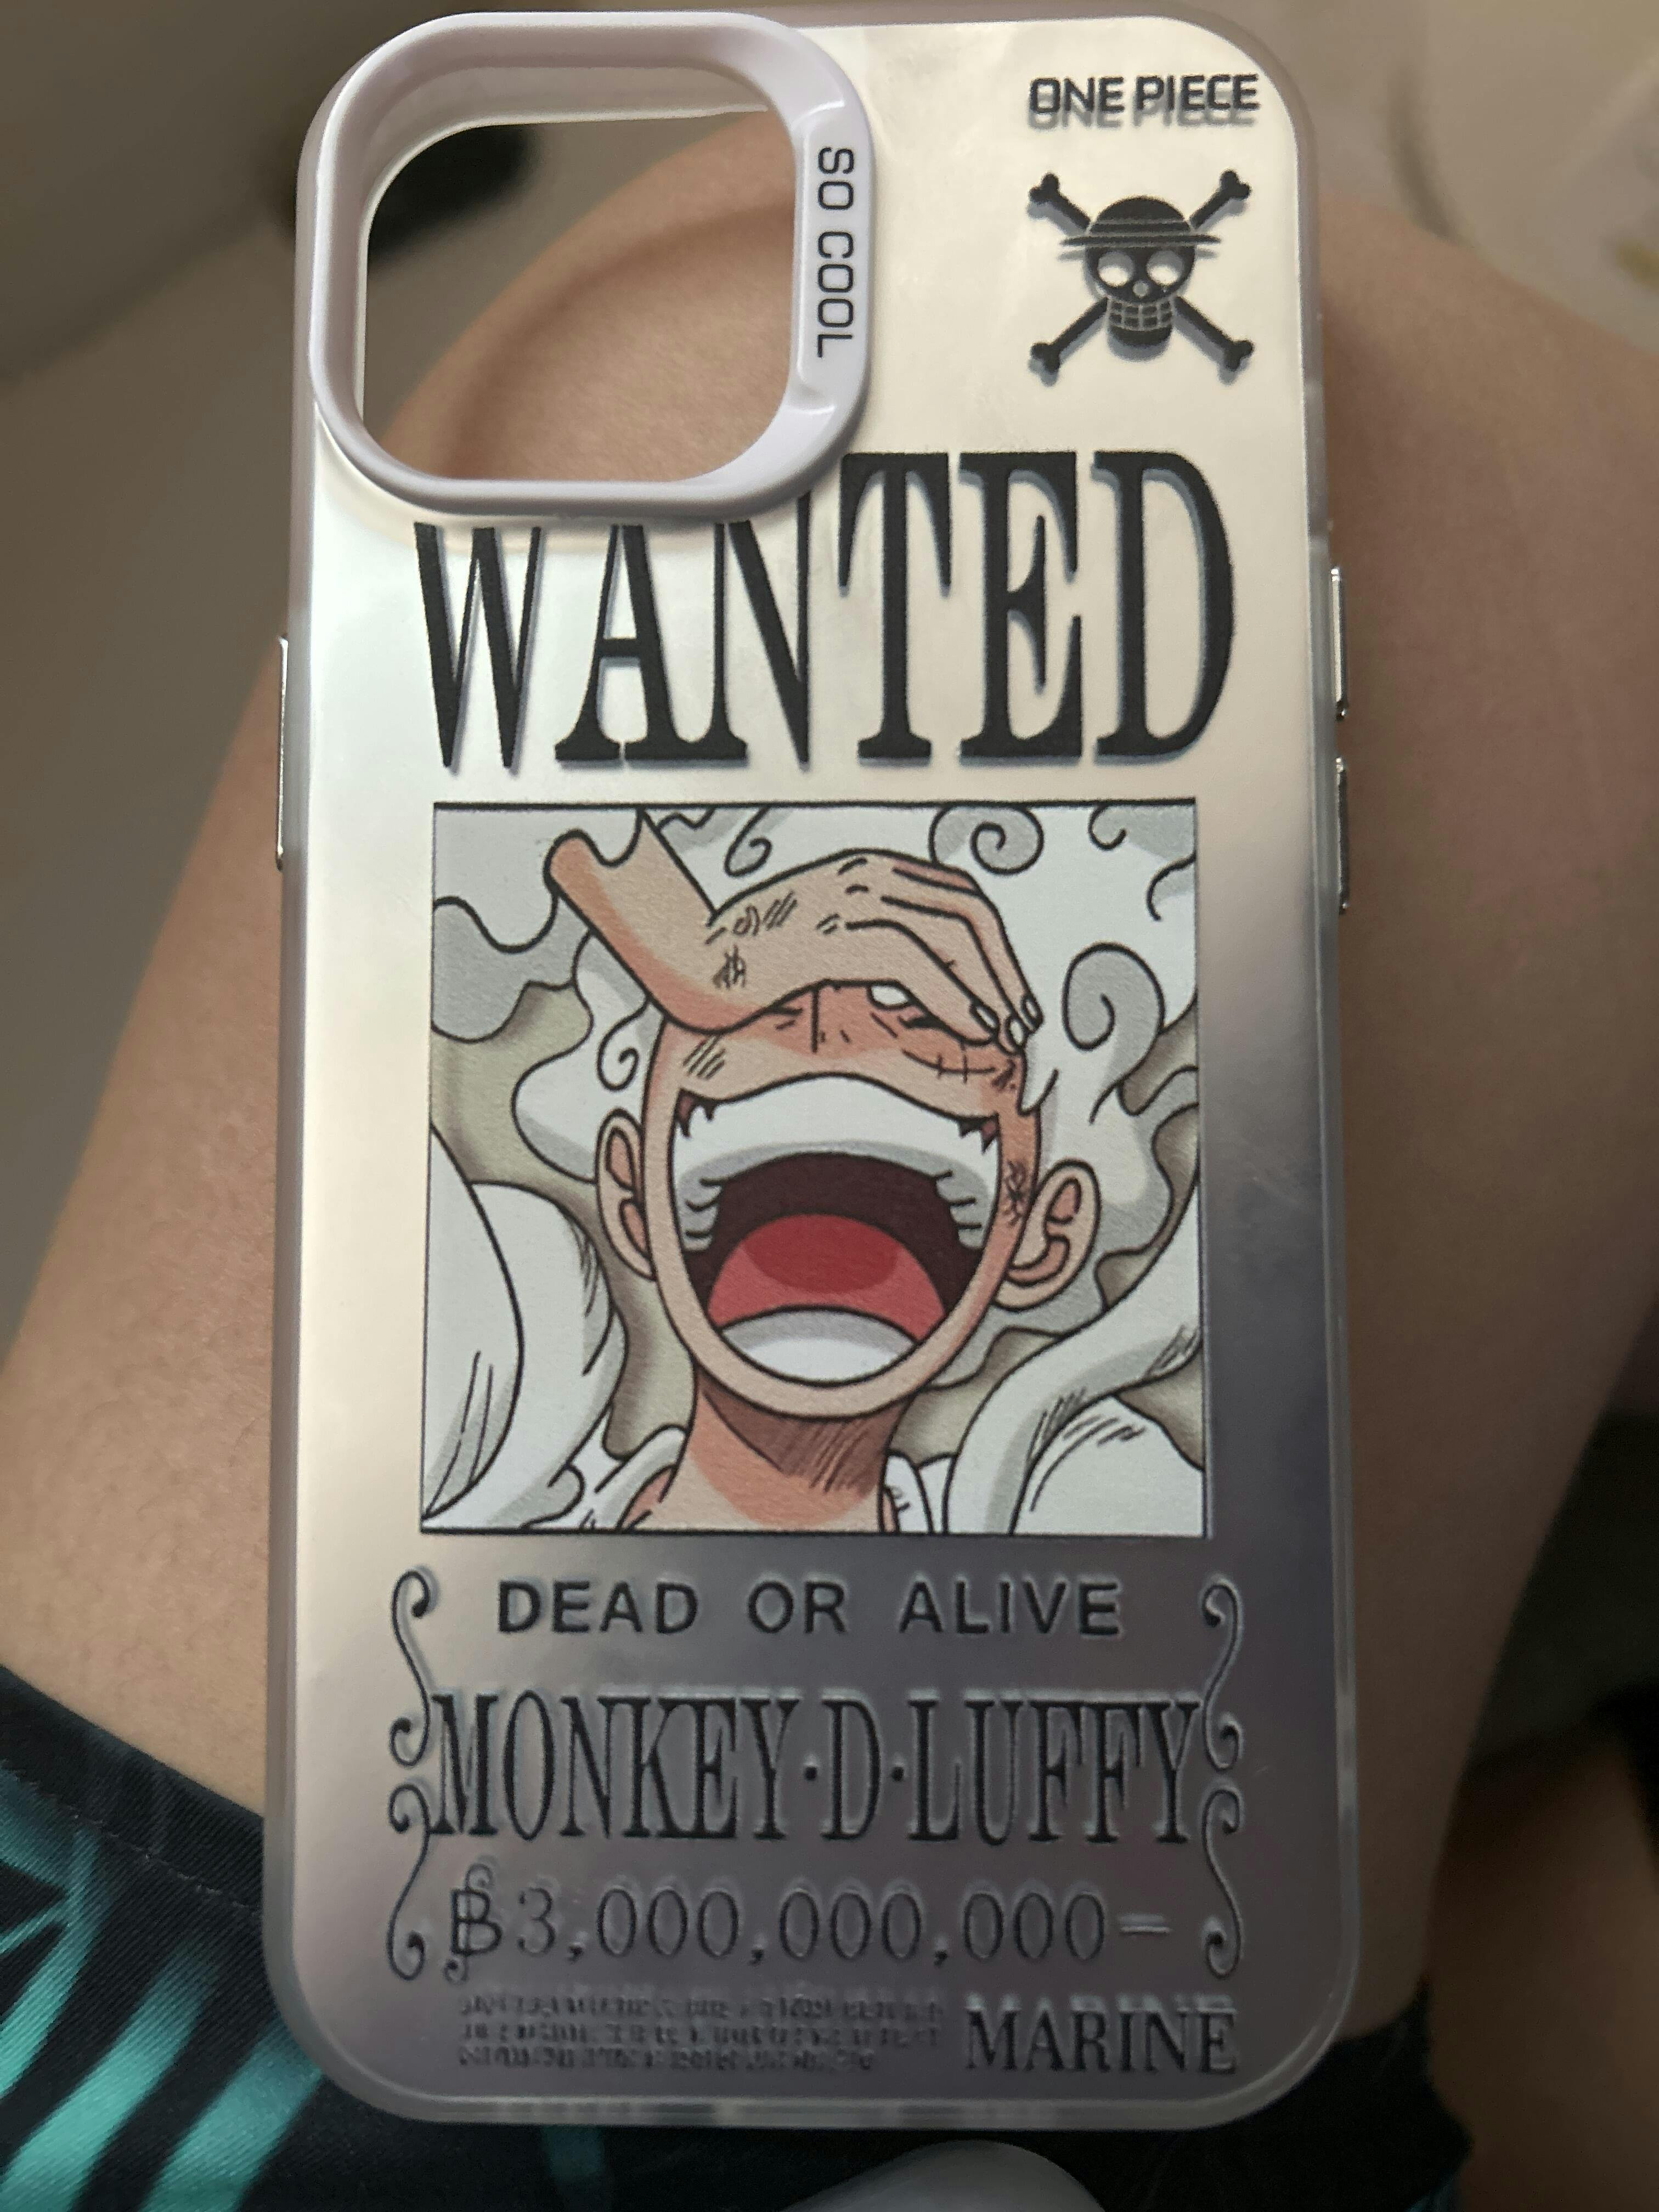 SO COOL
ONE PIECE
WANTED
DEAD OR ALIVE
MONKEY·D·LUFFY
฿3,000,000,000-
MARINE